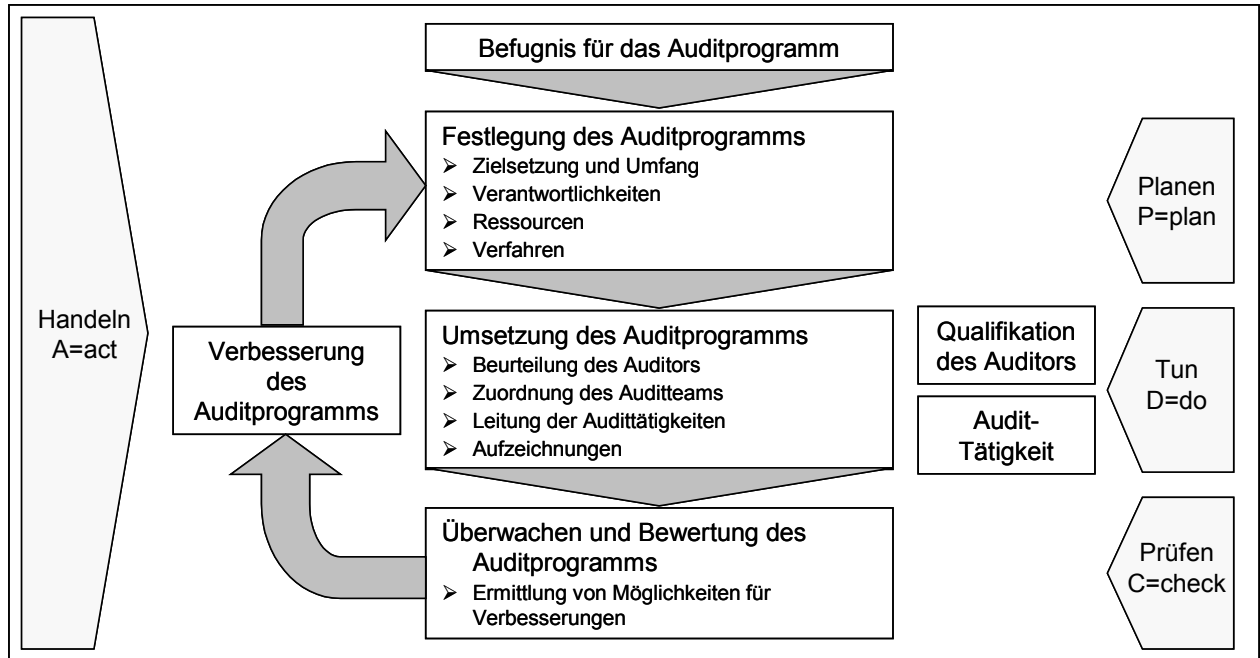 Befugnis für das Auditprogramm
Festlegung des Auditprogramms
➢ Zielsetzung und Umfang
➢ Verantwortlichkeiten
➢ Ressourcen
➢ Verfahren
Planen
P=plan
Handeln
A=act
Verbesserung
des
Auditprogramms
Umsetzung des Auditprogramms
➢ Beurteilung des Auditors
➢ Zuordnung des Auditteams
➢ Leitung der Audittätigkeiten
➢ Aufzeichnungen
Qualifikation
des Auditors
Audit-
Tätigkeit
Tun
D=do
Überwachen und Bewertung des
Auditprogramms
➢ Ermittlung von Möglichkeiten für
Verbesserungen
Prüfen
C=check